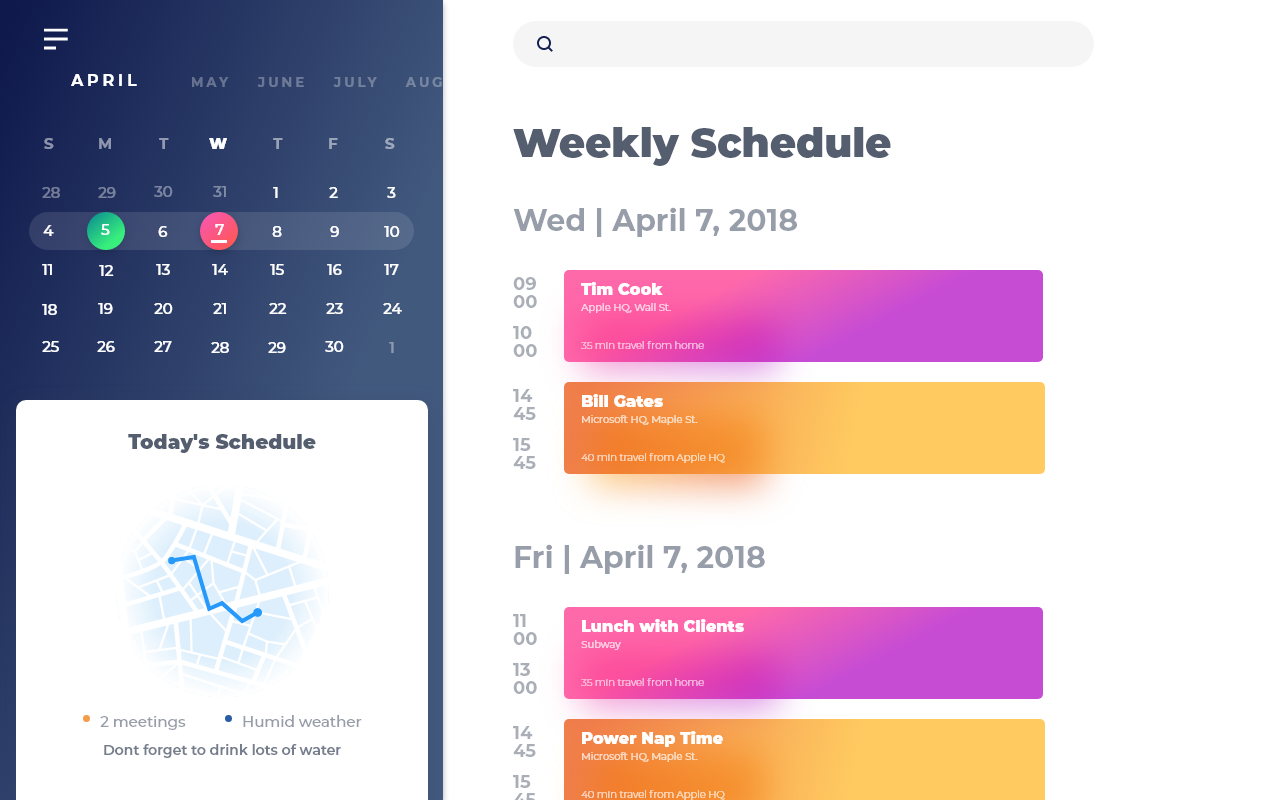 APRIL MAY JUNE JULY AUG
S M T W T F S
28 29 30 31 1 2 3
4 5 6 7 8 9 10
11 12 13 14 15 16 17
18 19 20 21 22 23 24
25 26 27 28 29 30 1
Today's Schedule
2 meetings Humid weather
Dont forget to drink lots of water
Weekly Schedule
Wed | April 7, 2018
09
00
10
00
Tim Cook
Apple HQ, Wall St.
35 min travel from home
14
45
15
45
Bill Gates
Microsoft HQ, Maple St.
40 min travel from Apple HQ
Fri | April 7, 2018
11
00
13
00
Lunch with Clients
Subway
35 min travel from home
14
45
15
45
Power Nap Time
Microsoft HQ, Maple St.
40 min travel from Apple HQ